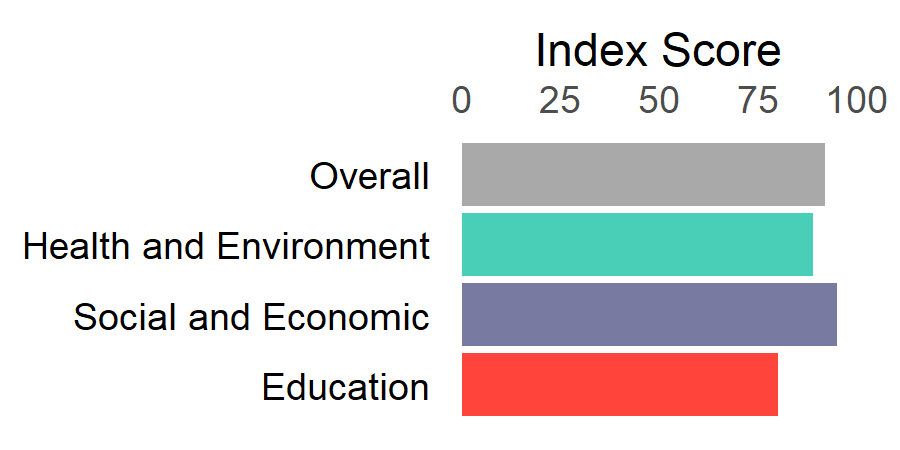 Index Score
0 25 50 75 100
Overall
Health and Environment
Social and Economic
Education